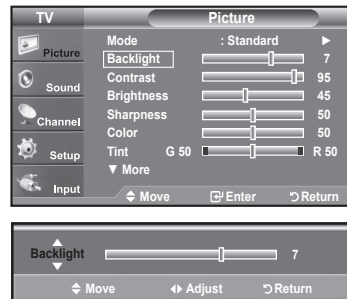 TV Picture
Picture
Sound
Channel
Setup
Input
Mode : Standard ►
Backlight 7
Contrast 95
Brightness 45
Sharpness 50
Color 50
Tint G 50 R 50
▼ More
Move Enter Return
Backlight 7
Move Adjust Return